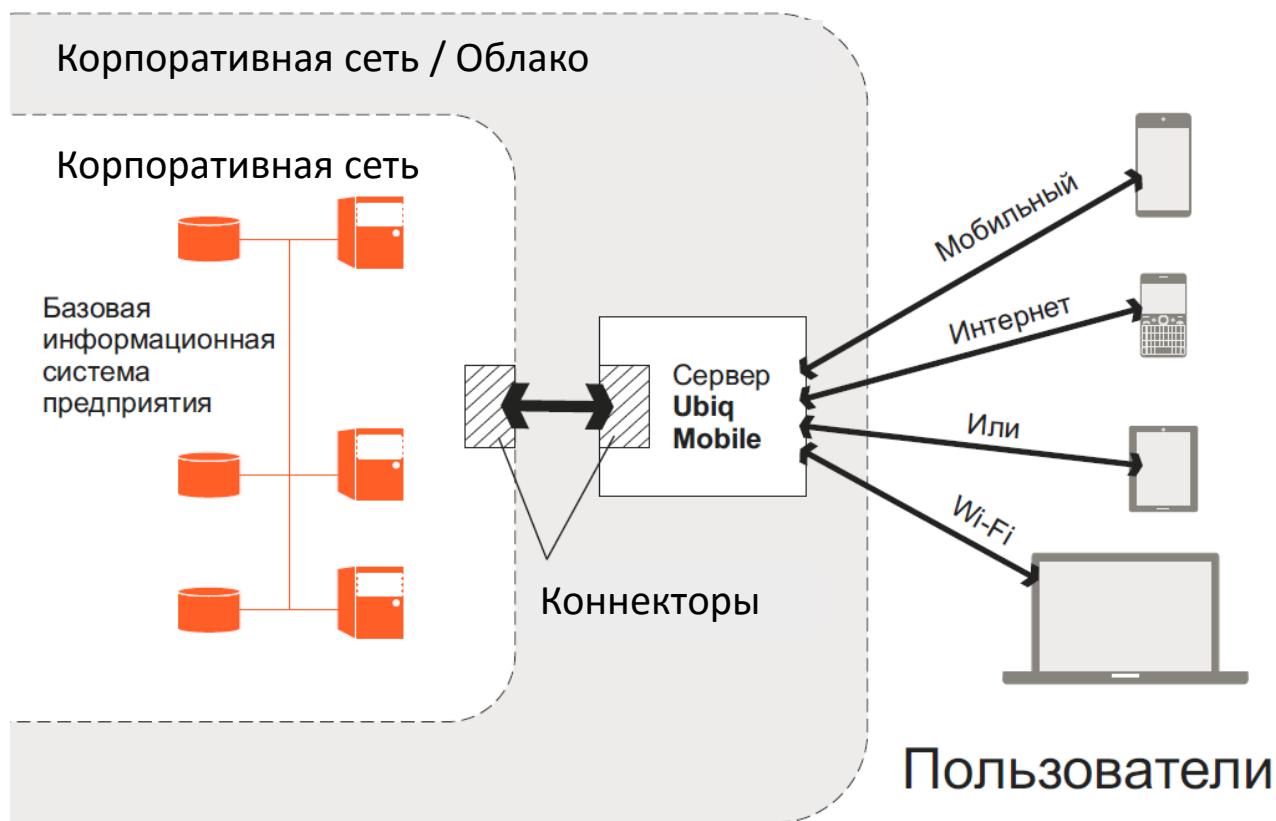 Корпоративная сеть / Облако
Корпоративная сеть
Базовая
информационная
система
предприятия
Сервер
Ubiq
Mobile
Коннекторы
Мобильный
Интернет
Или
Wi-Fi
Пользователи